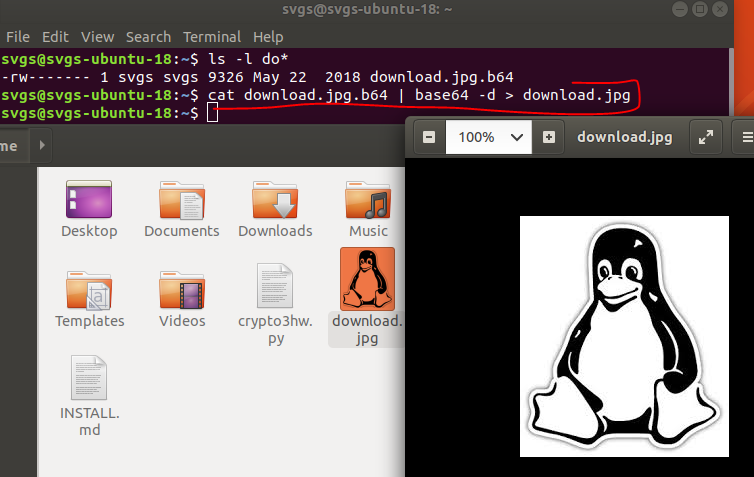 svgs@svgs-ubuntu-18: ~
File Edit View Search Terminal Help
svgs@svgs-ubuntu-18:~$ ls -l do*
-rw------- 1 svgs svgs 9326 May 22  2018 download.jpg.b64
svgs@svgs-ubuntu-18:~$ cat download.jpg.b64 | base64 -d > download.jpg
svgs@svgs-ubuntu-18:~$
me
100%
download.jpg
Desktop
Documents
Downloads
Music
Templates
Videos
crypto3hw.
py
download.
jpg
INSTALL.
md